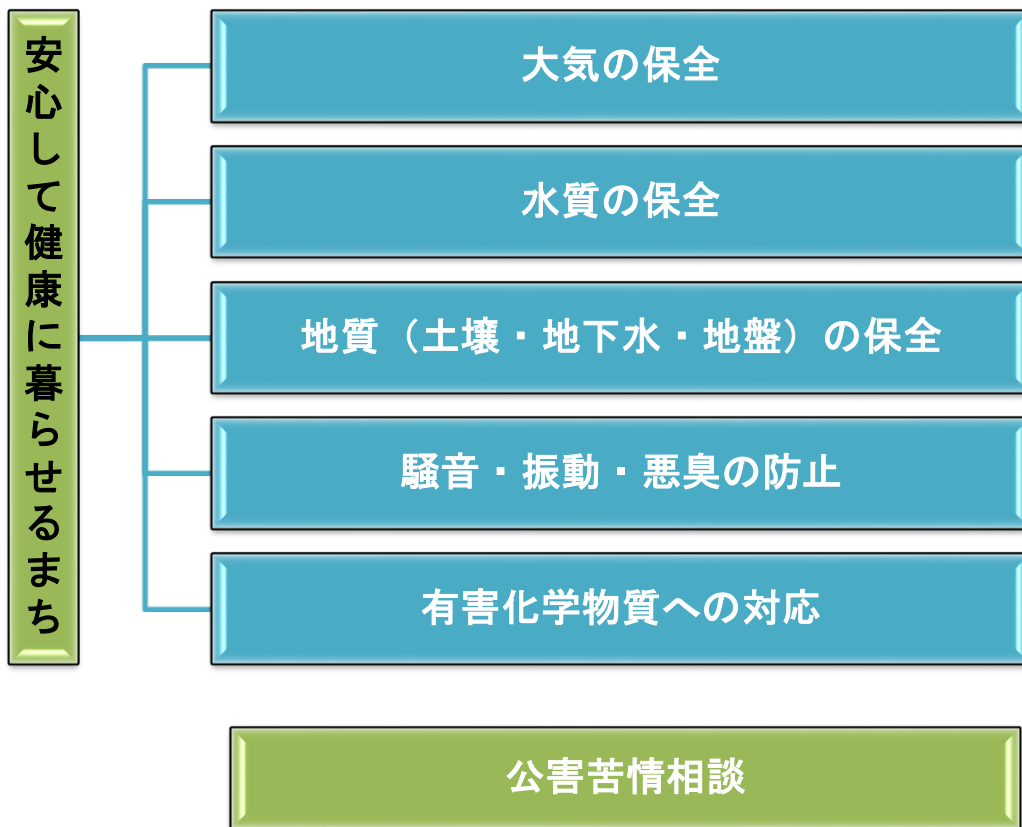 安心して健康に暮らせるまち
大気の保全
水質の保全
地質（土壌・地下水・地盤）の保全
騒音・振動・悪臭の防止
有害化学物質への対応
公害苦情相談